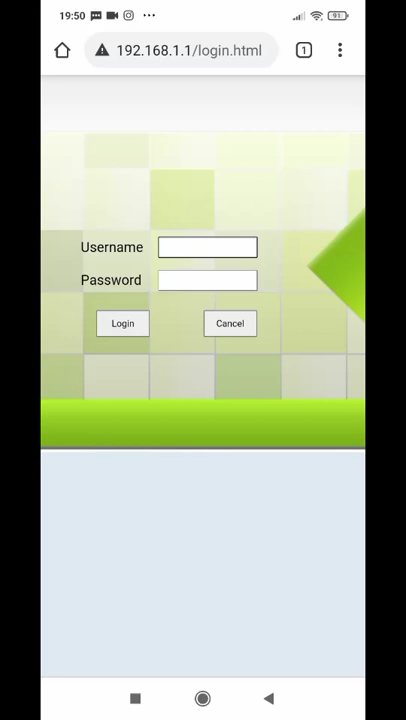 19:50
91
192.168.1.1/login.html
1
Username
Password
Login
Cancel